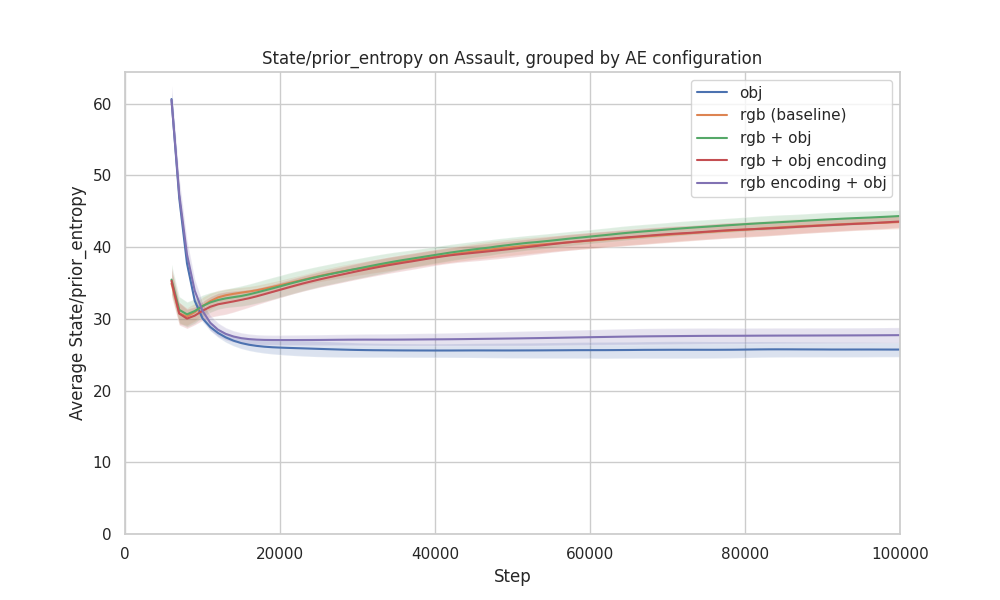 State/prior_entropy on Assault, grouped by AE configuration
obj
rgb (baseline)
rgb + obj
rgb + obj encoding
rgb encoding + obj
Average State/prior_entropy
60
50
40
30
20
10
0
0 20000 40000 60000 80000 100000
Step